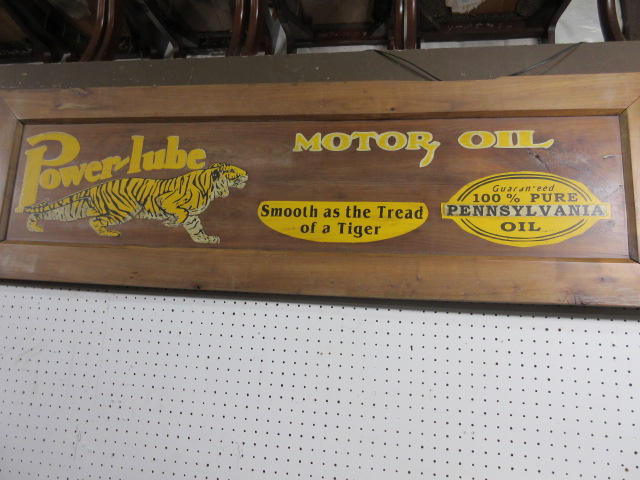 Power-lube
MOTOR OIL
Smooth as the Tread
of a Tiger
Guaranteed
100% PURE
PENNSYLVANIA
OIL